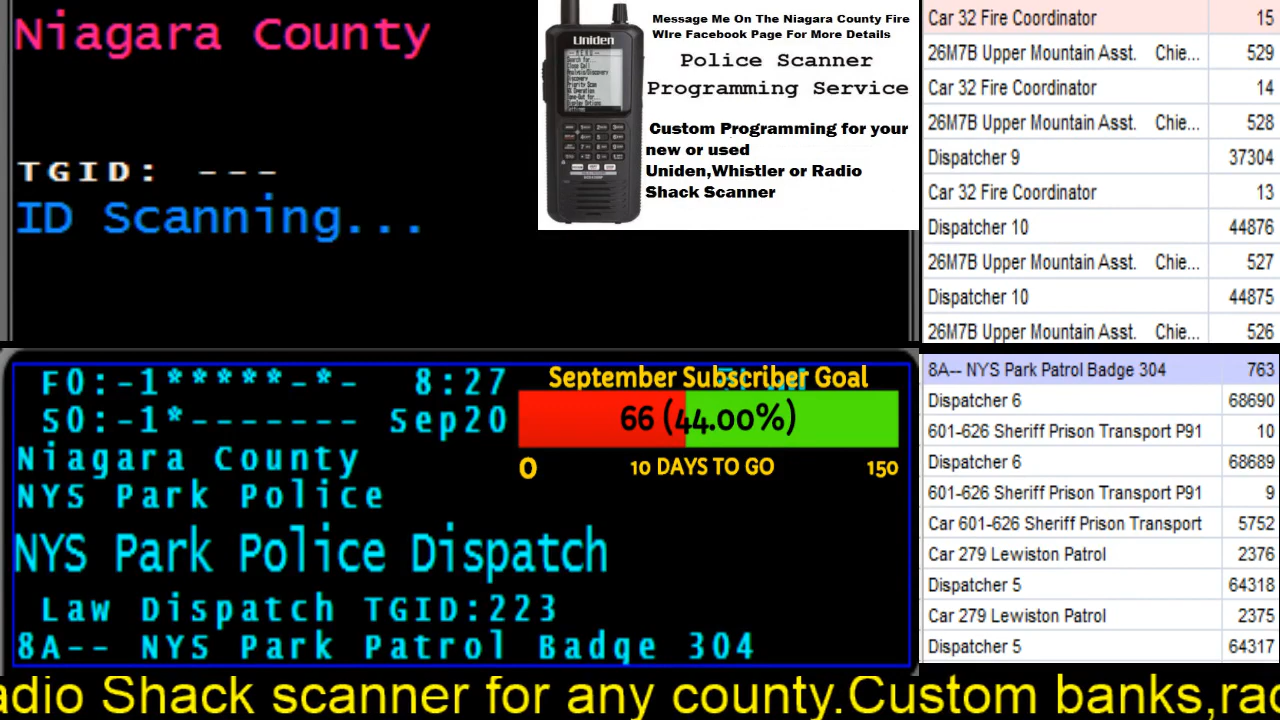 Niagara County
TGID: ---
ID Scanning...
Uniden
Message Me On The Niagara County Fire
WIre Facebook Page For More Details
Police Scanner
Programming Service
Custom Programming for your
new or used
Uniden,Whistler or Radio
Shack Scanner
Car 32 Fire Coordinator 15
26M7B Upper Mountain Asst. Chie... 529
Car 32 Fire Coordinator 14
26M7B Upper Mountain Asst. Chie... 528
Dispatcher 9 37304
Car 32 Fire Coordinator 13
Dispatcher 10 44876
26M7B Upper Mountain Asst. Chie... 527
Dispatcher 10 44875
26M7B Upper Mountain Asst. Chie... 526
F0:-1*****-*- 8:27
S0:-1*------- Sep20
Niagara County
NYS Park Police
NYS Park Police Dispatch
Law Dispatch TGID:223
8A-- NYS Park Patrol Badge 304
September Subscriber Goal
66 (44.00%)
0 10 DAYS TO GO 150
8A-- NYS Park Patrol Badge 304 763
Dispatcher 6 68690
601-626 Sheriff Prison Transport P91 10
Dispatcher 6 68689
601-626 Sheriff Prison Transport P91 9
Car 601-626 Sheriff Prison Transport 5752
Car 279 Lewiston Patrol 2376
Dispatcher 5 64318
Car 279 Lewiston Patrol 2375
Dispatcher 5 64317
adio Shack scanner for any county.Custom banks,rac